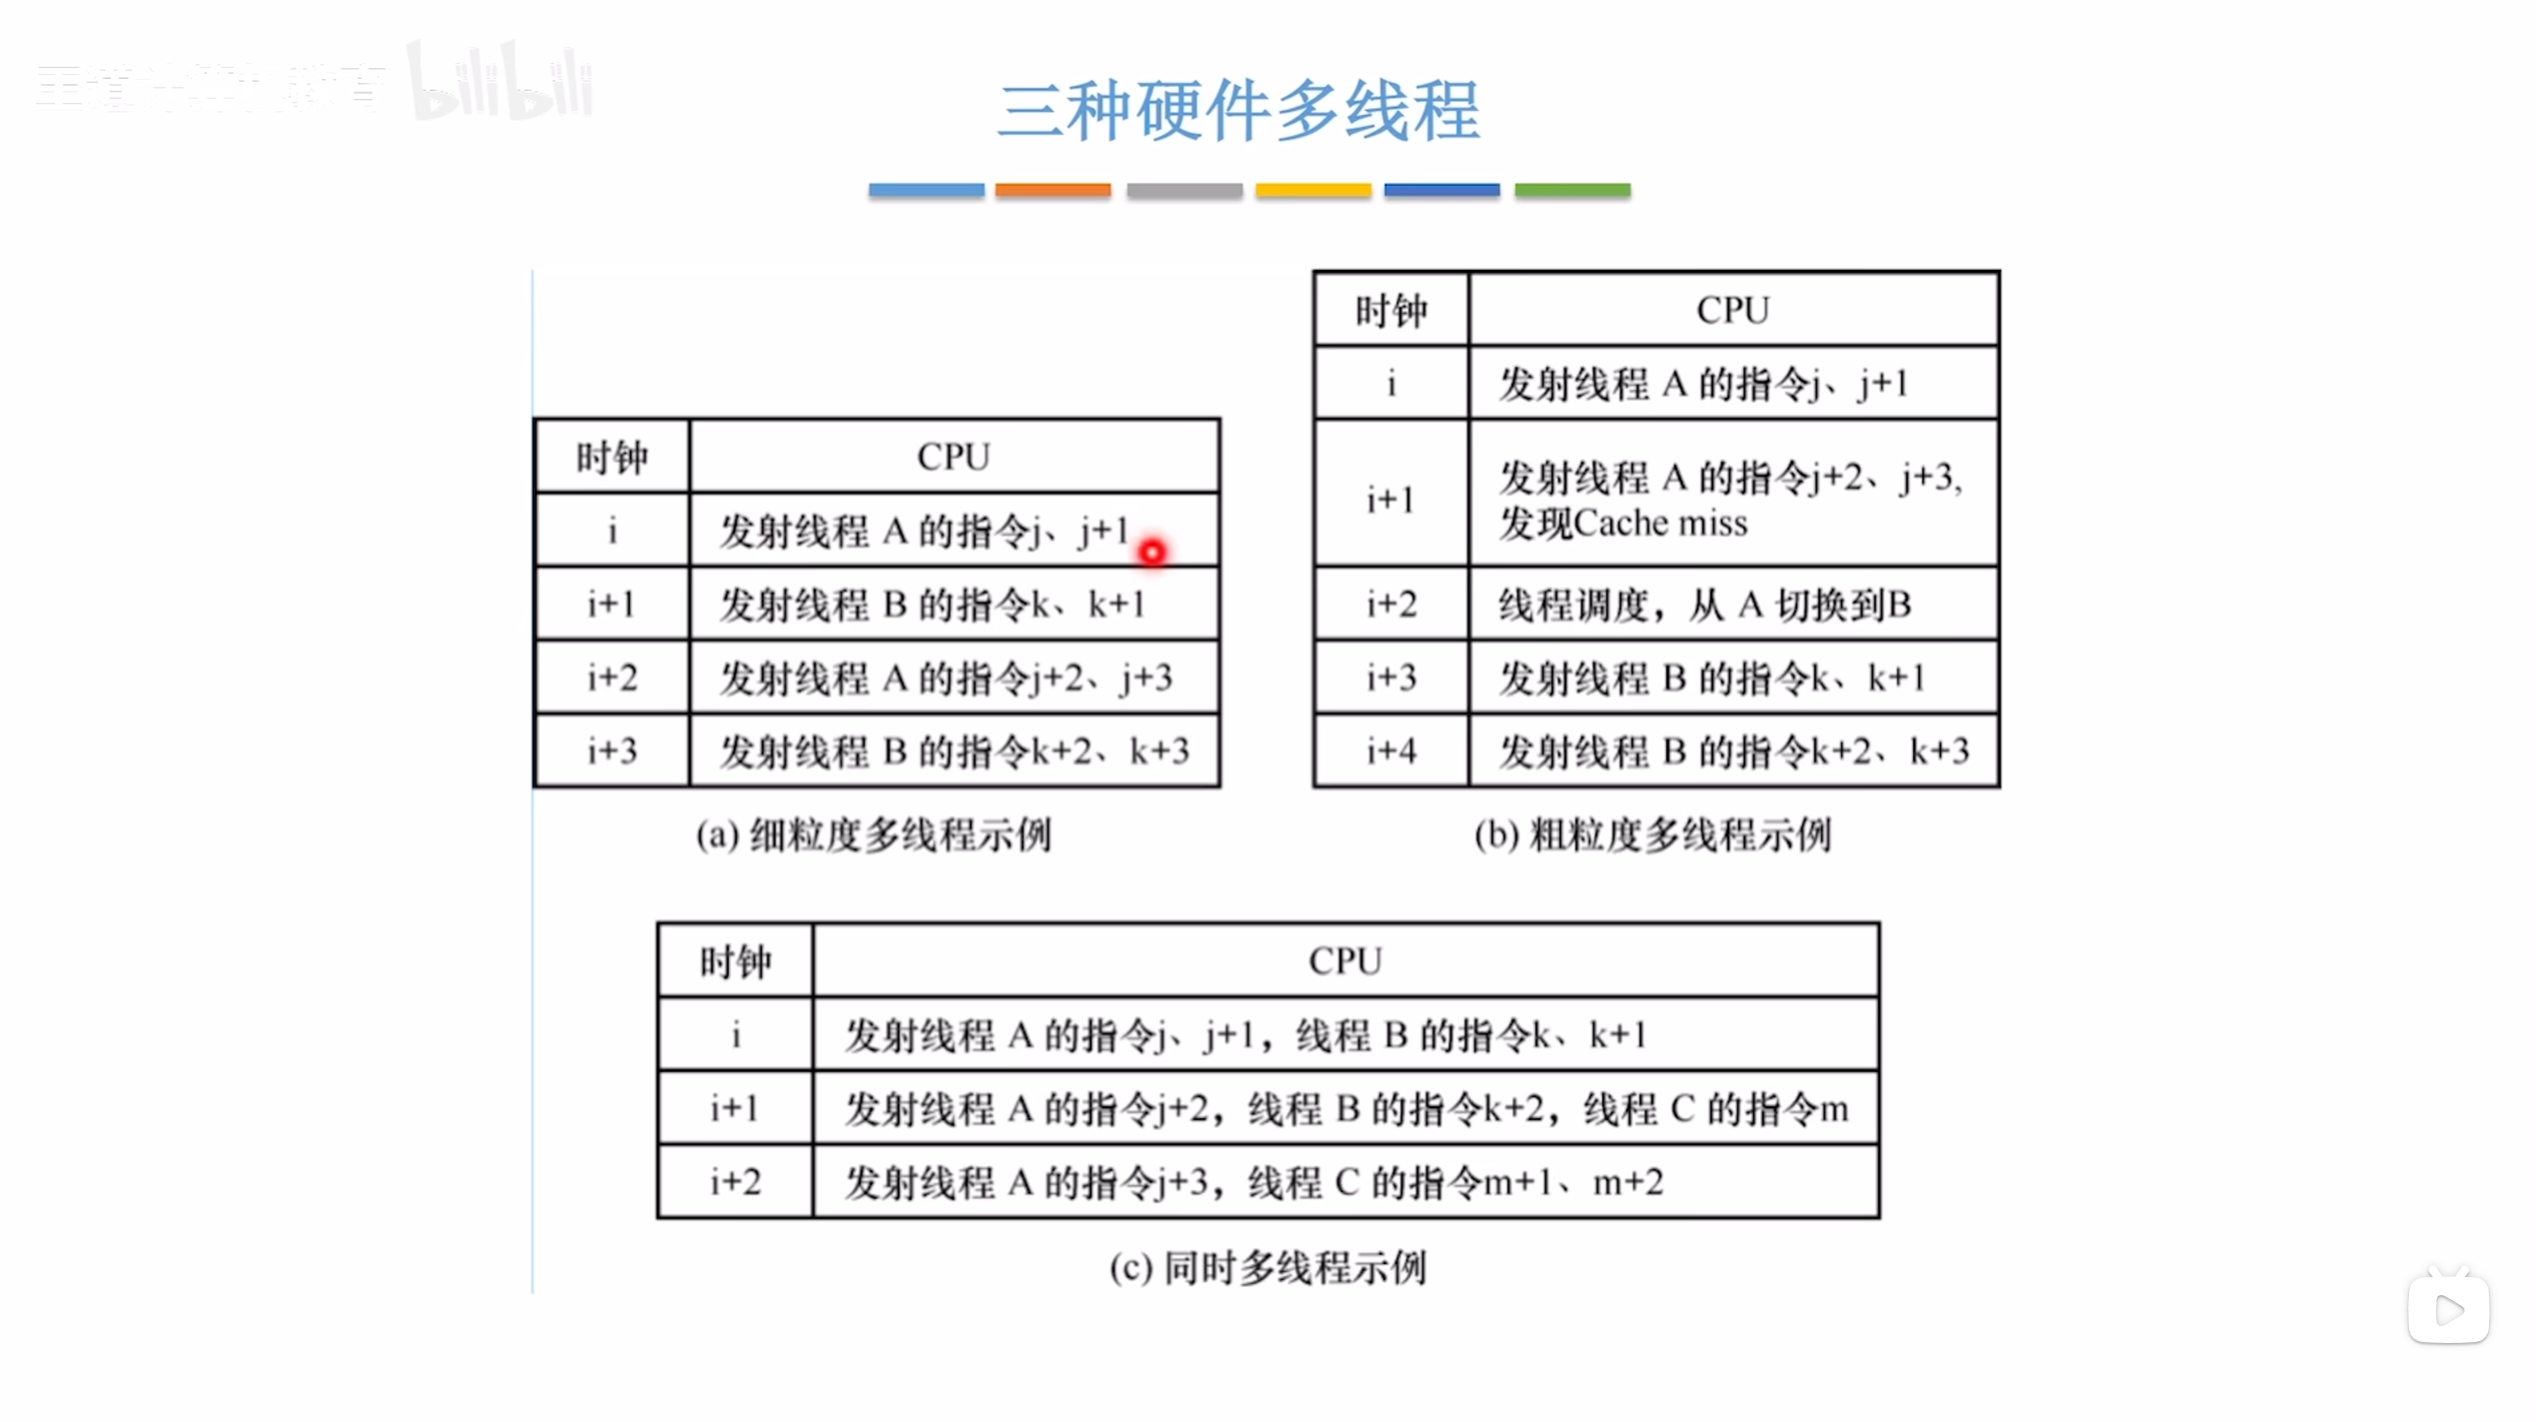 王道计算机教育 bilibili
三种硬件多线程
时钟 CPU
i 发射线程 A 的指令j、j+1
i+1 发射线程 B 的指令k、k+1
i+2 发射线程 A 的指令j+2、j+3
i+3 发射线程 B 的指令k+2、k+3
(a) 细粒度多线程示例
时钟 CPU
i 发射线程 A 的指令j、j+1
i+1 发射线程 A 的指令j+2、j+3,
发现Cache miss
i+2 线程调度，从 A 切换到B
i+3 发射线程 B 的指令k、k+1
i+4 发射线程 B 的指令k+2、k+3
(b) 粗粒度多线程示例
时钟 CPU
i 发射线程 A 的指令j、j+1，线程 B 的指令k、k+1
i+1 发射线程 A 的指令j+2，线程 B 的指令k+2，线程 C 的指令m
i+2 发射线程 A 的指令j+3，线程 C 的指令m+1、m+2
(c) 同时多线程示例